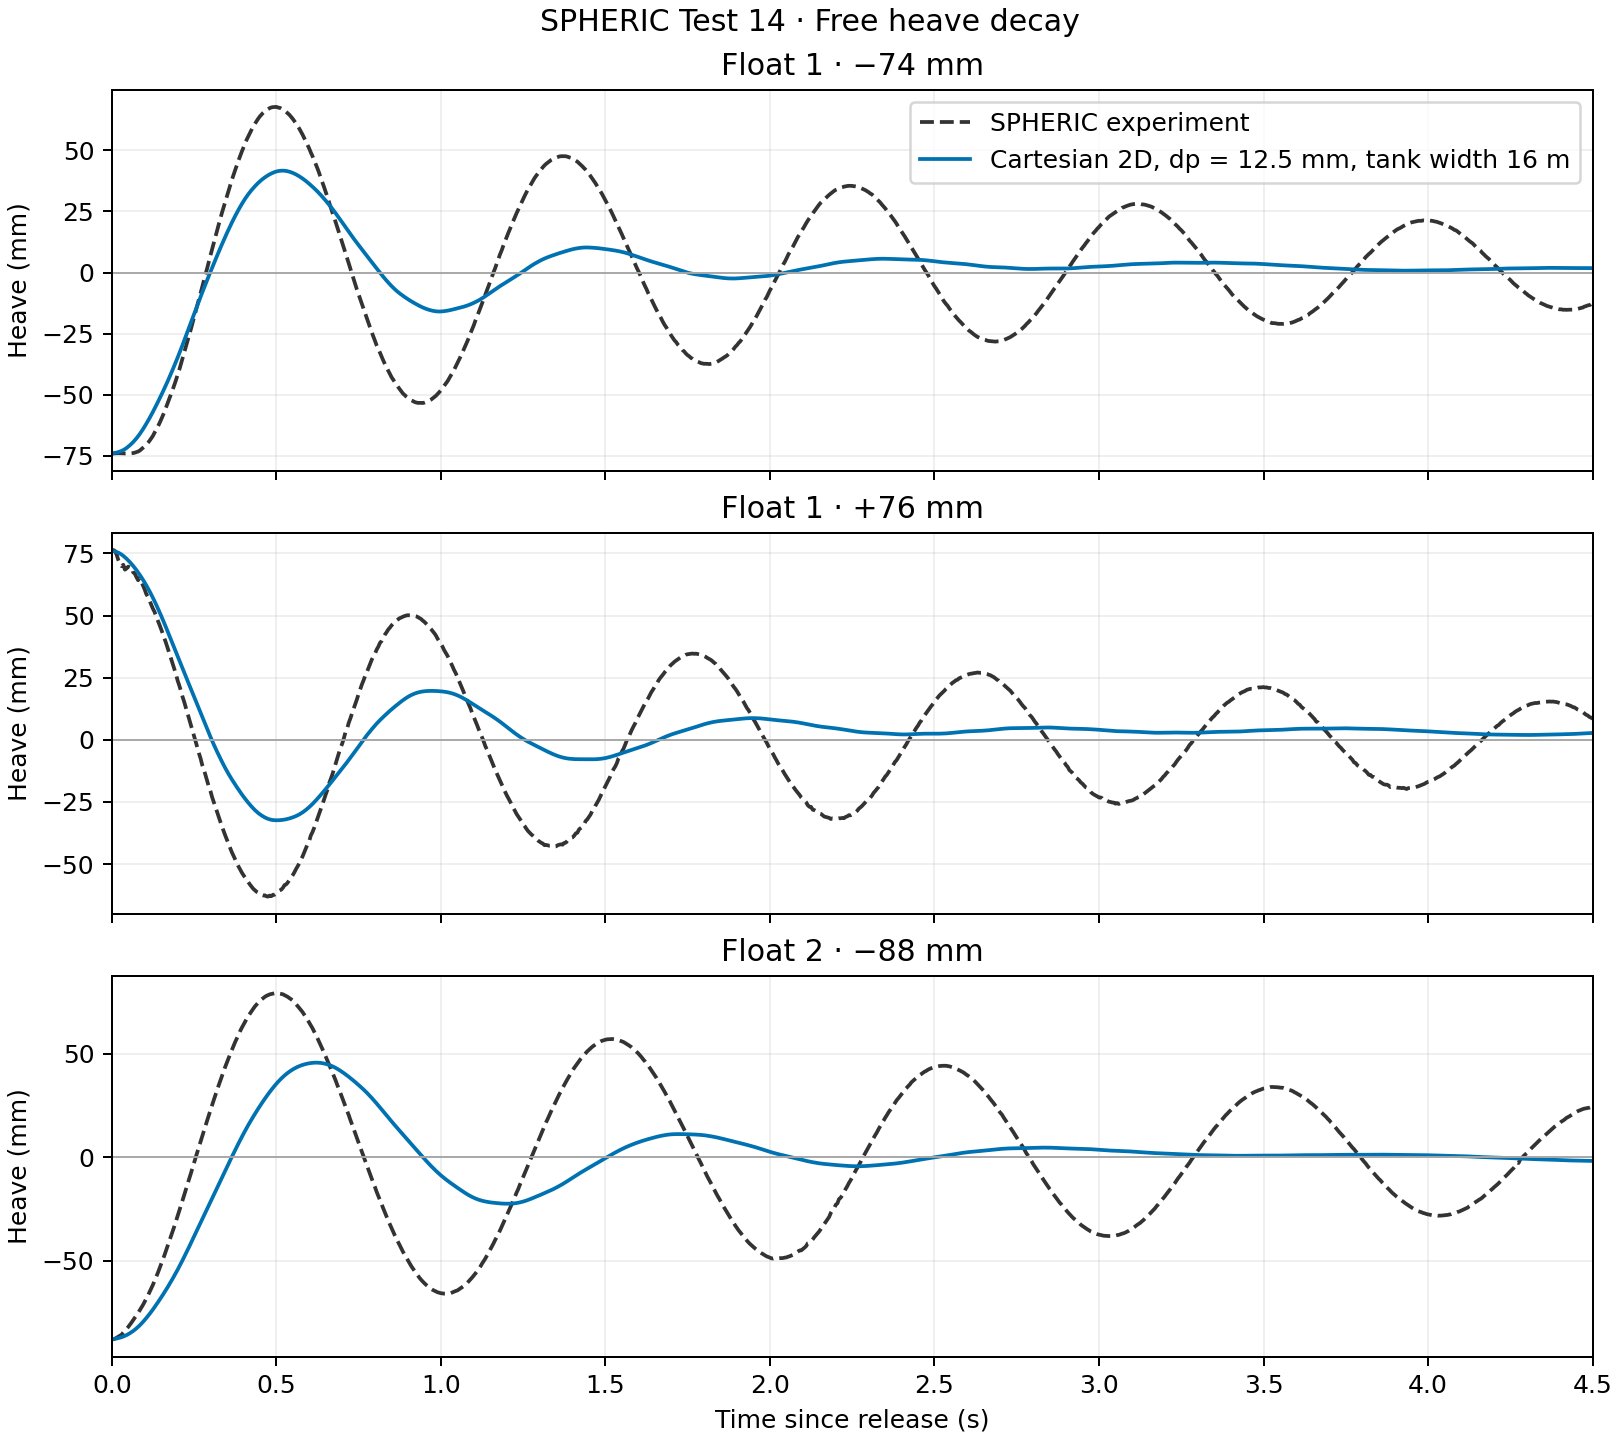 SPHERIC Test 14 · Free heave decay
Float 1 · −74 mm
SPHERIC experiment
Cartesian 2D, dp = 12.5 mm, tank width 16 m
Heave (mm)
50
25
0
−25
−50
−75
Float 1 · +76 mm
Heave (mm)
75
50
25
0
−25
−50
Float 2 · −88 mm
Heave (mm)
50
0
−50
0.0 0.5 1.0 1.5 2.0 2.5 3.0 3.5 4.0 4.5
Time since release (s)